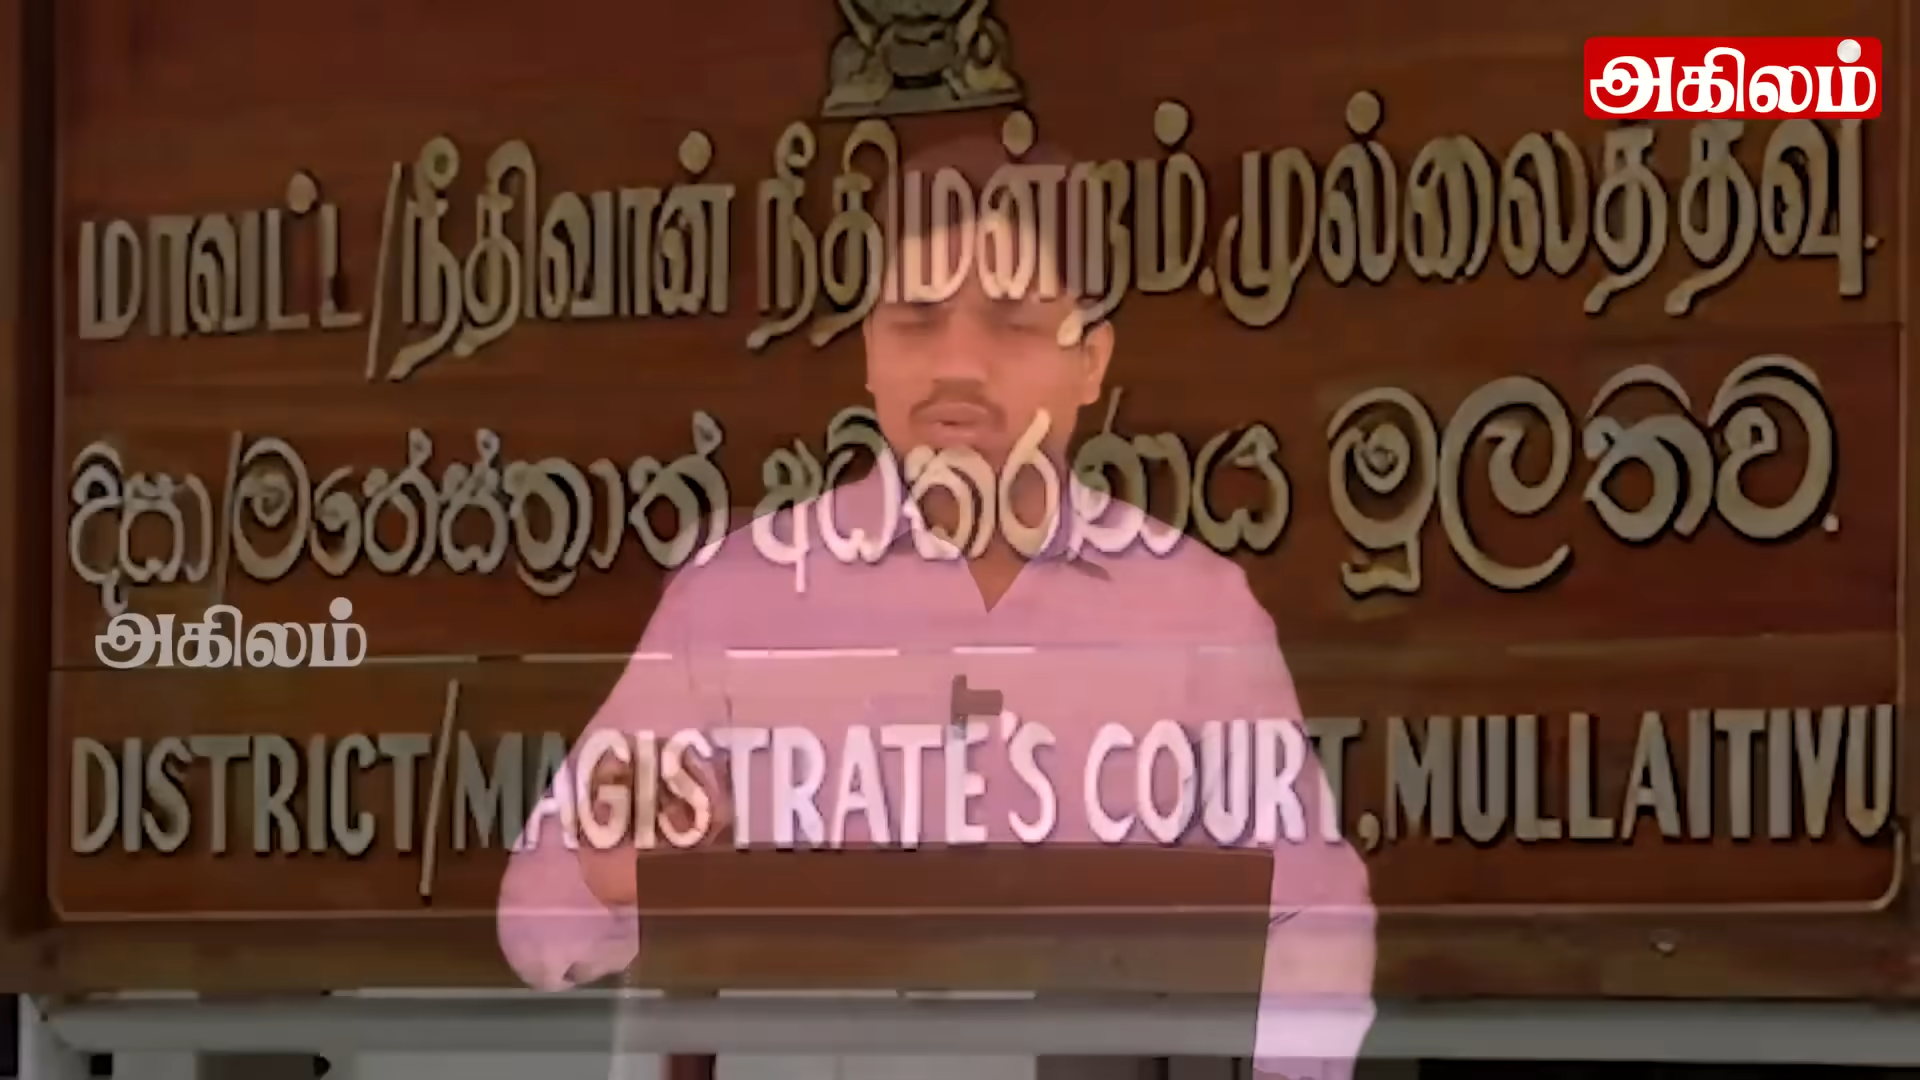 அகிலம்
மாவட்ட/நீதிவான் நீதிமன்றம்.முல்லைத்தீவு.
දිසා/මහේස්ත්‍රාත් අධිකරණය මුලතිව්.
அகிலம்
DISTRICT/MAGISTRATE'S COURT,MULLAITIVU.